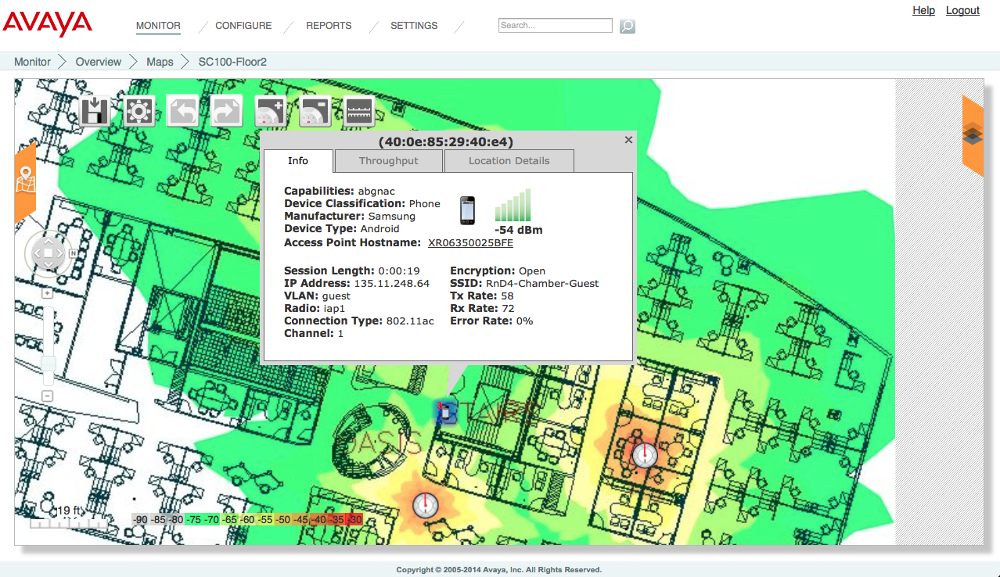 AVAYA
MONITOR
CONFIGURE
REPORTS
SETTINGS
Search...
Help
Logout
Monitor
Overview
Maps
SC100-Floor2
(40:0e:85:29:40:e4)
Info
Throughput
Location Details
Capabilities: abgnac
Device Classification: Phone
Manufacturer: Samsung
Device Type: Android
-54 dBm
Access Point Hostname: XR06350025BFE
Session Length: 0:00:19
Encryption: Open
IP Address: 135.11.248.64
SSID: RnD4-Chamber-Guest
VLAN: guest
Tx Rate: 58
Radio: iap1
Rx Rate: 72
Connection Type: 802.11ac
Error Rate: 0%
Channel: 1
N
+
−
STAIRS
OASIS
19 ft
-90 -85 -80 -75 -70 -65 -60 -55 -50 -45 -40 -35 -30
Copyright © 2005-2014 Avaya, Inc. All Rights Reserved.